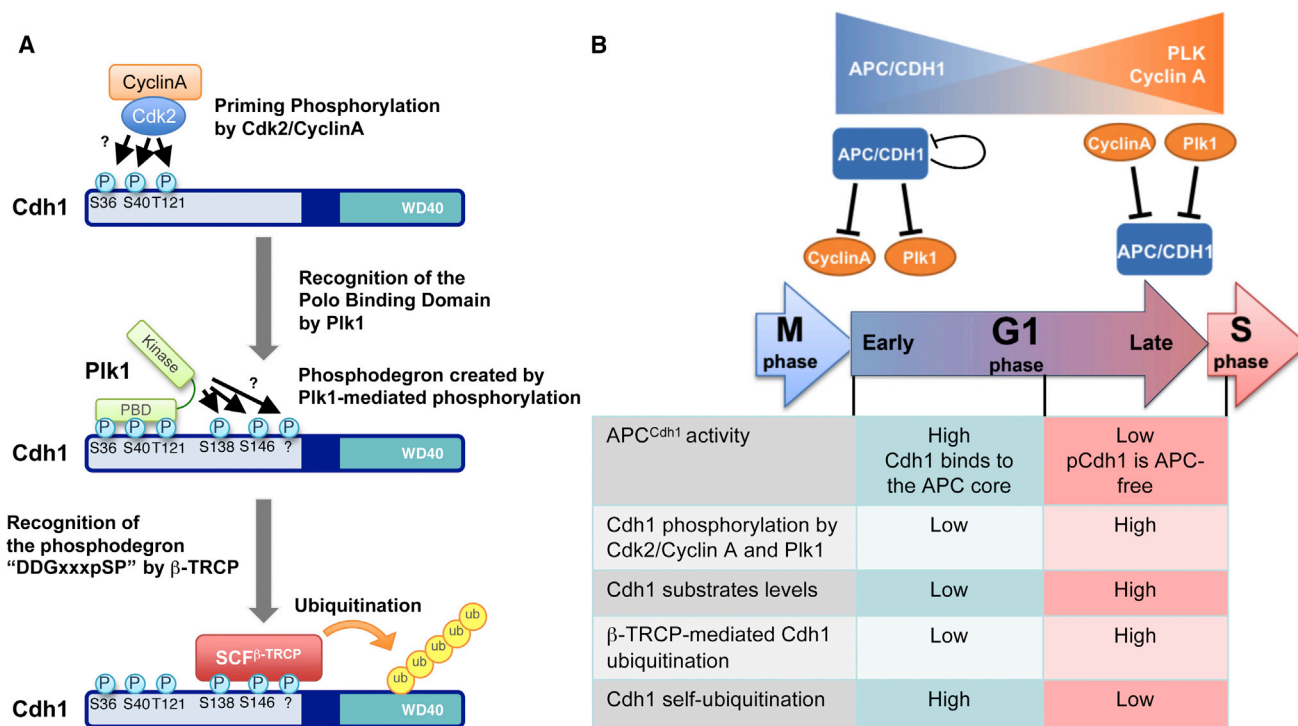 A
CyclinA
Cdk2
Priming Phosphorylation
by Cdk2/CyclinA
?
P P P
S36 S40 T121
Cdh1
WD40
Recognition of the
Polo Binding Domain
by Plk1
Kinase
Plk1
PBD
?
Phosphodegron created by
Plk1-mediated phosphorylation
P P P P P P
S36 S40 T121 S138 S146 ?
Cdh1
WD40
Recognition of
the phosphodegron
“DDGxxxpSP” by β-TRCP
Ubiquitination
ub ub ub ub ub
SCFβ-TRCP
P P P P P P
S36 S40 T121 S138 S146 ?
Cdh1
WD40
B
APC/CDH1
PLK
Cyclin A
APC/CDH1
CyclinA Plk1
CyclinA Plk1
APC/CDH1
M
phase
Early
G1
phase
Late
S
phase
APCCdh1 activity
High
Cdh1 binds to
the APC core
Low
pCdh1 is APC-
free
Cdh1 phosphorylation by
Cdk2/Cyclin A and Plk1
Low
High
Cdh1 substrates levels
Low
High
β-TRCP-mediated Cdh1
ubiquitination
Low
High
Cdh1 self-ubiquitination
High
Low